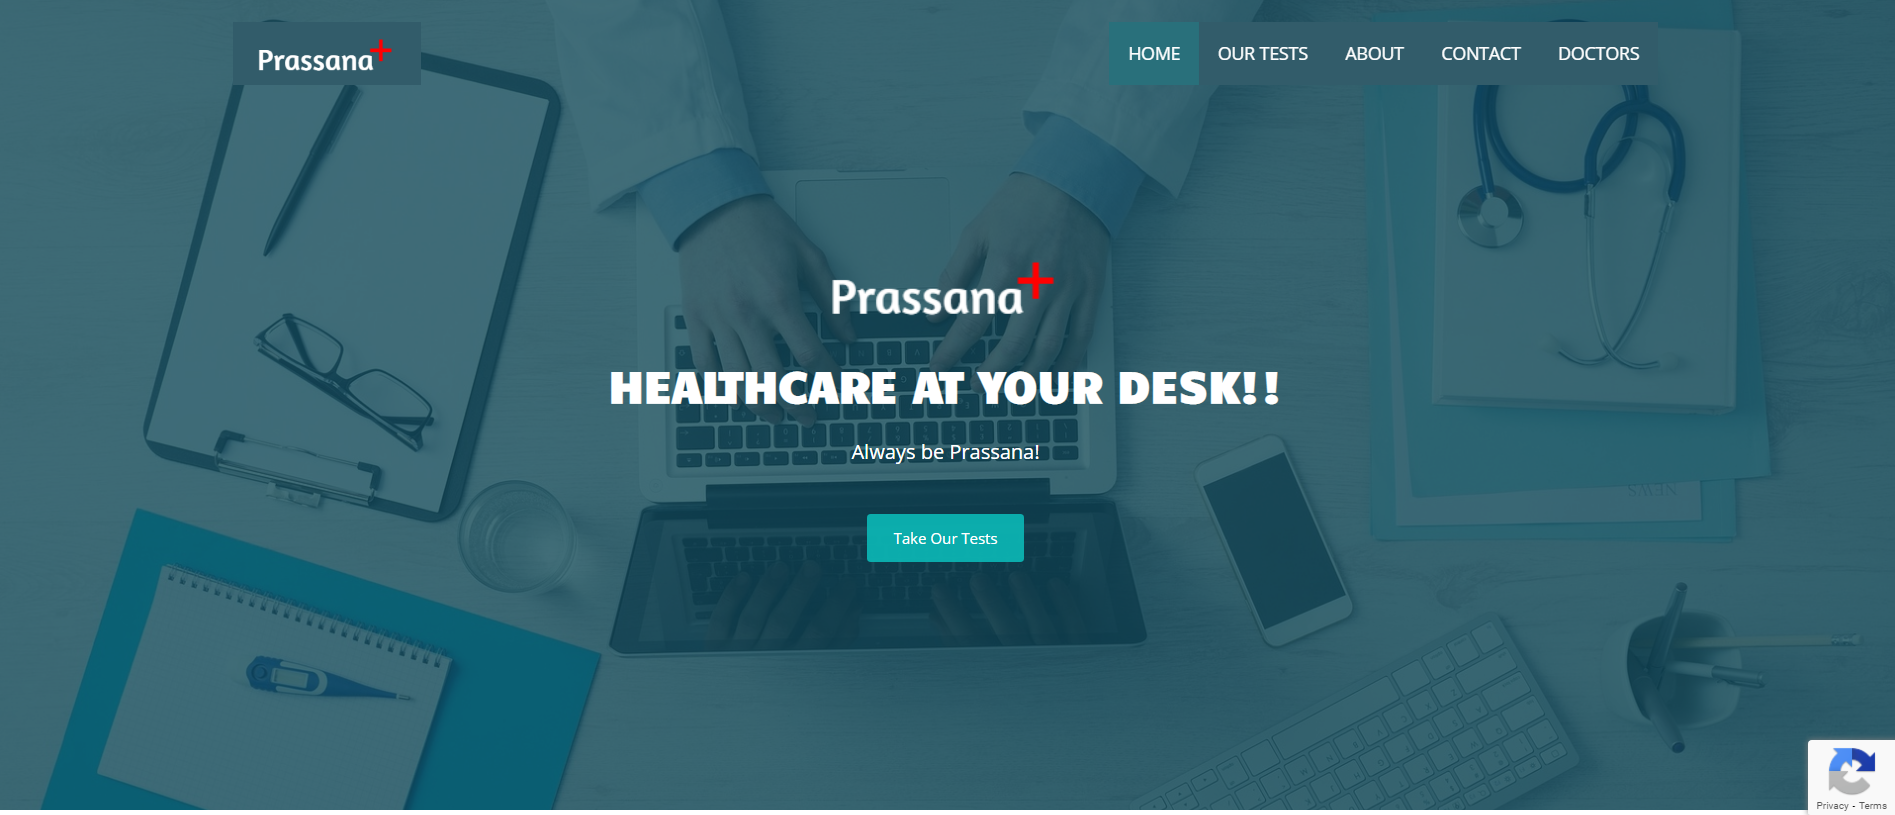 Prassana+
HOME OUR TESTS ABOUT CONTACT DOCTORS
Prassana+
HEALTHCARE AT YOUR DESK!!
Always be Prassana!
Take Our Tests
NEWS
Privacy - Terms